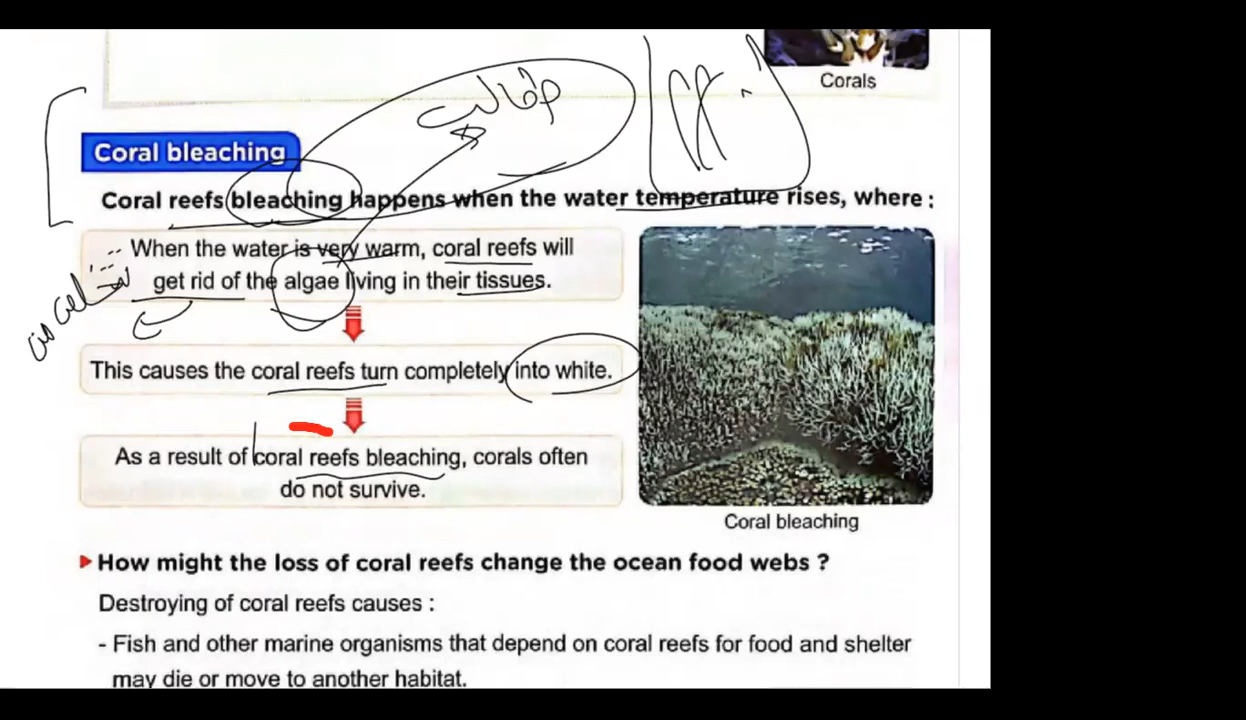 Corals
Coral bleaching
Coral reefs bleaching happens when the water temperature rises, where :
When the water is very warm, coral reefs will
get rid of the algae living in their tissues.
This causes the coral reefs turn completely into white.
As a result of coral reefs bleaching, corals often
do not survive.
Coral bleaching
How might the loss of coral reefs change the ocean food webs ?
Destroying of coral reefs causes :
- Fish and other marine organisms that depend on coral reefs for food and shelter
may die or move to another habitat.